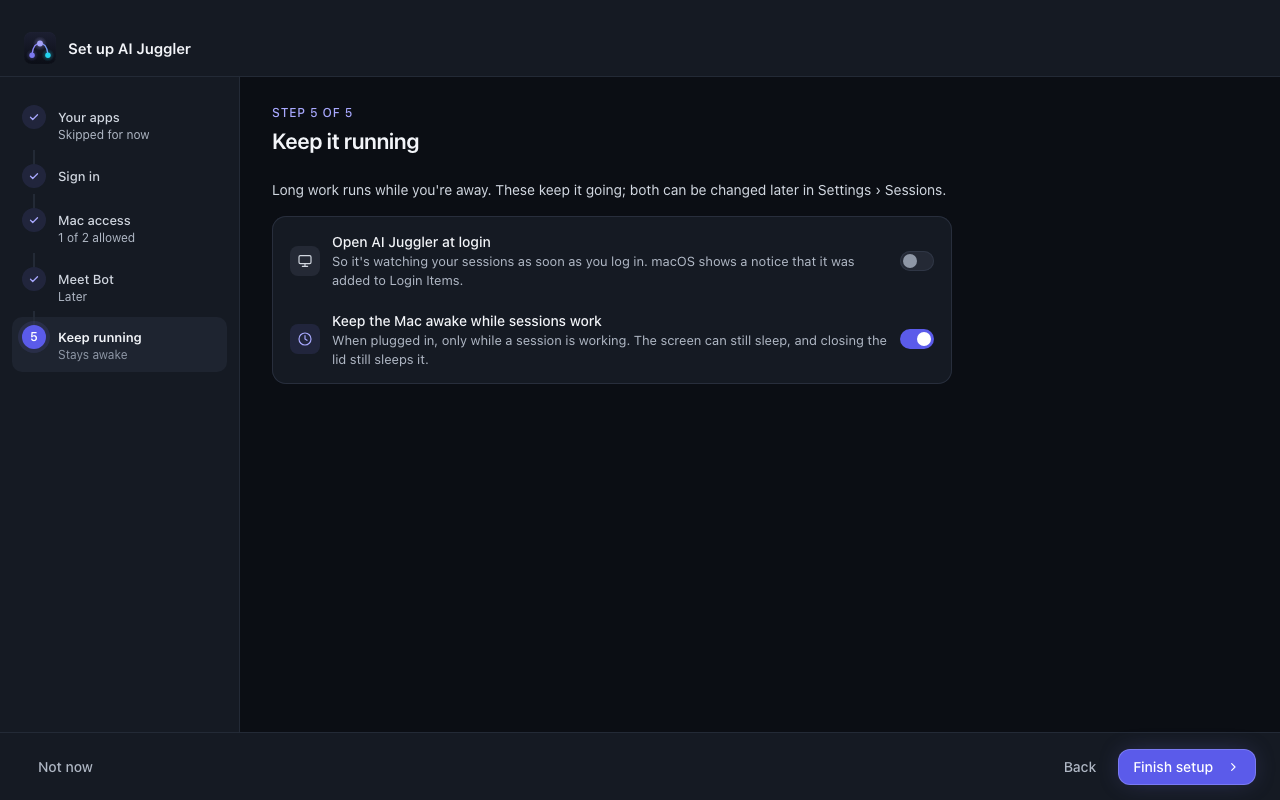 Set up AI Juggler
Your apps
Skipped for now
Sign in
Mac access
1 of 2 allowed
Meet Bot
Later
5
Keep running
Stays awake
STEP 5 OF 5
Keep it running
Long work runs while you're away. These keep it going; both can be changed later in Settings › Sessions.
Open AI Juggler at login
So it's watching your sessions as soon as you log in. macOS shows a notice that it was
added to Login Items.
Keep the Mac awake while sessions work
When plugged in, only while a session is working. The screen can still sleep, and closing the
lid still sleeps it.
Not now
Back
Finish setup